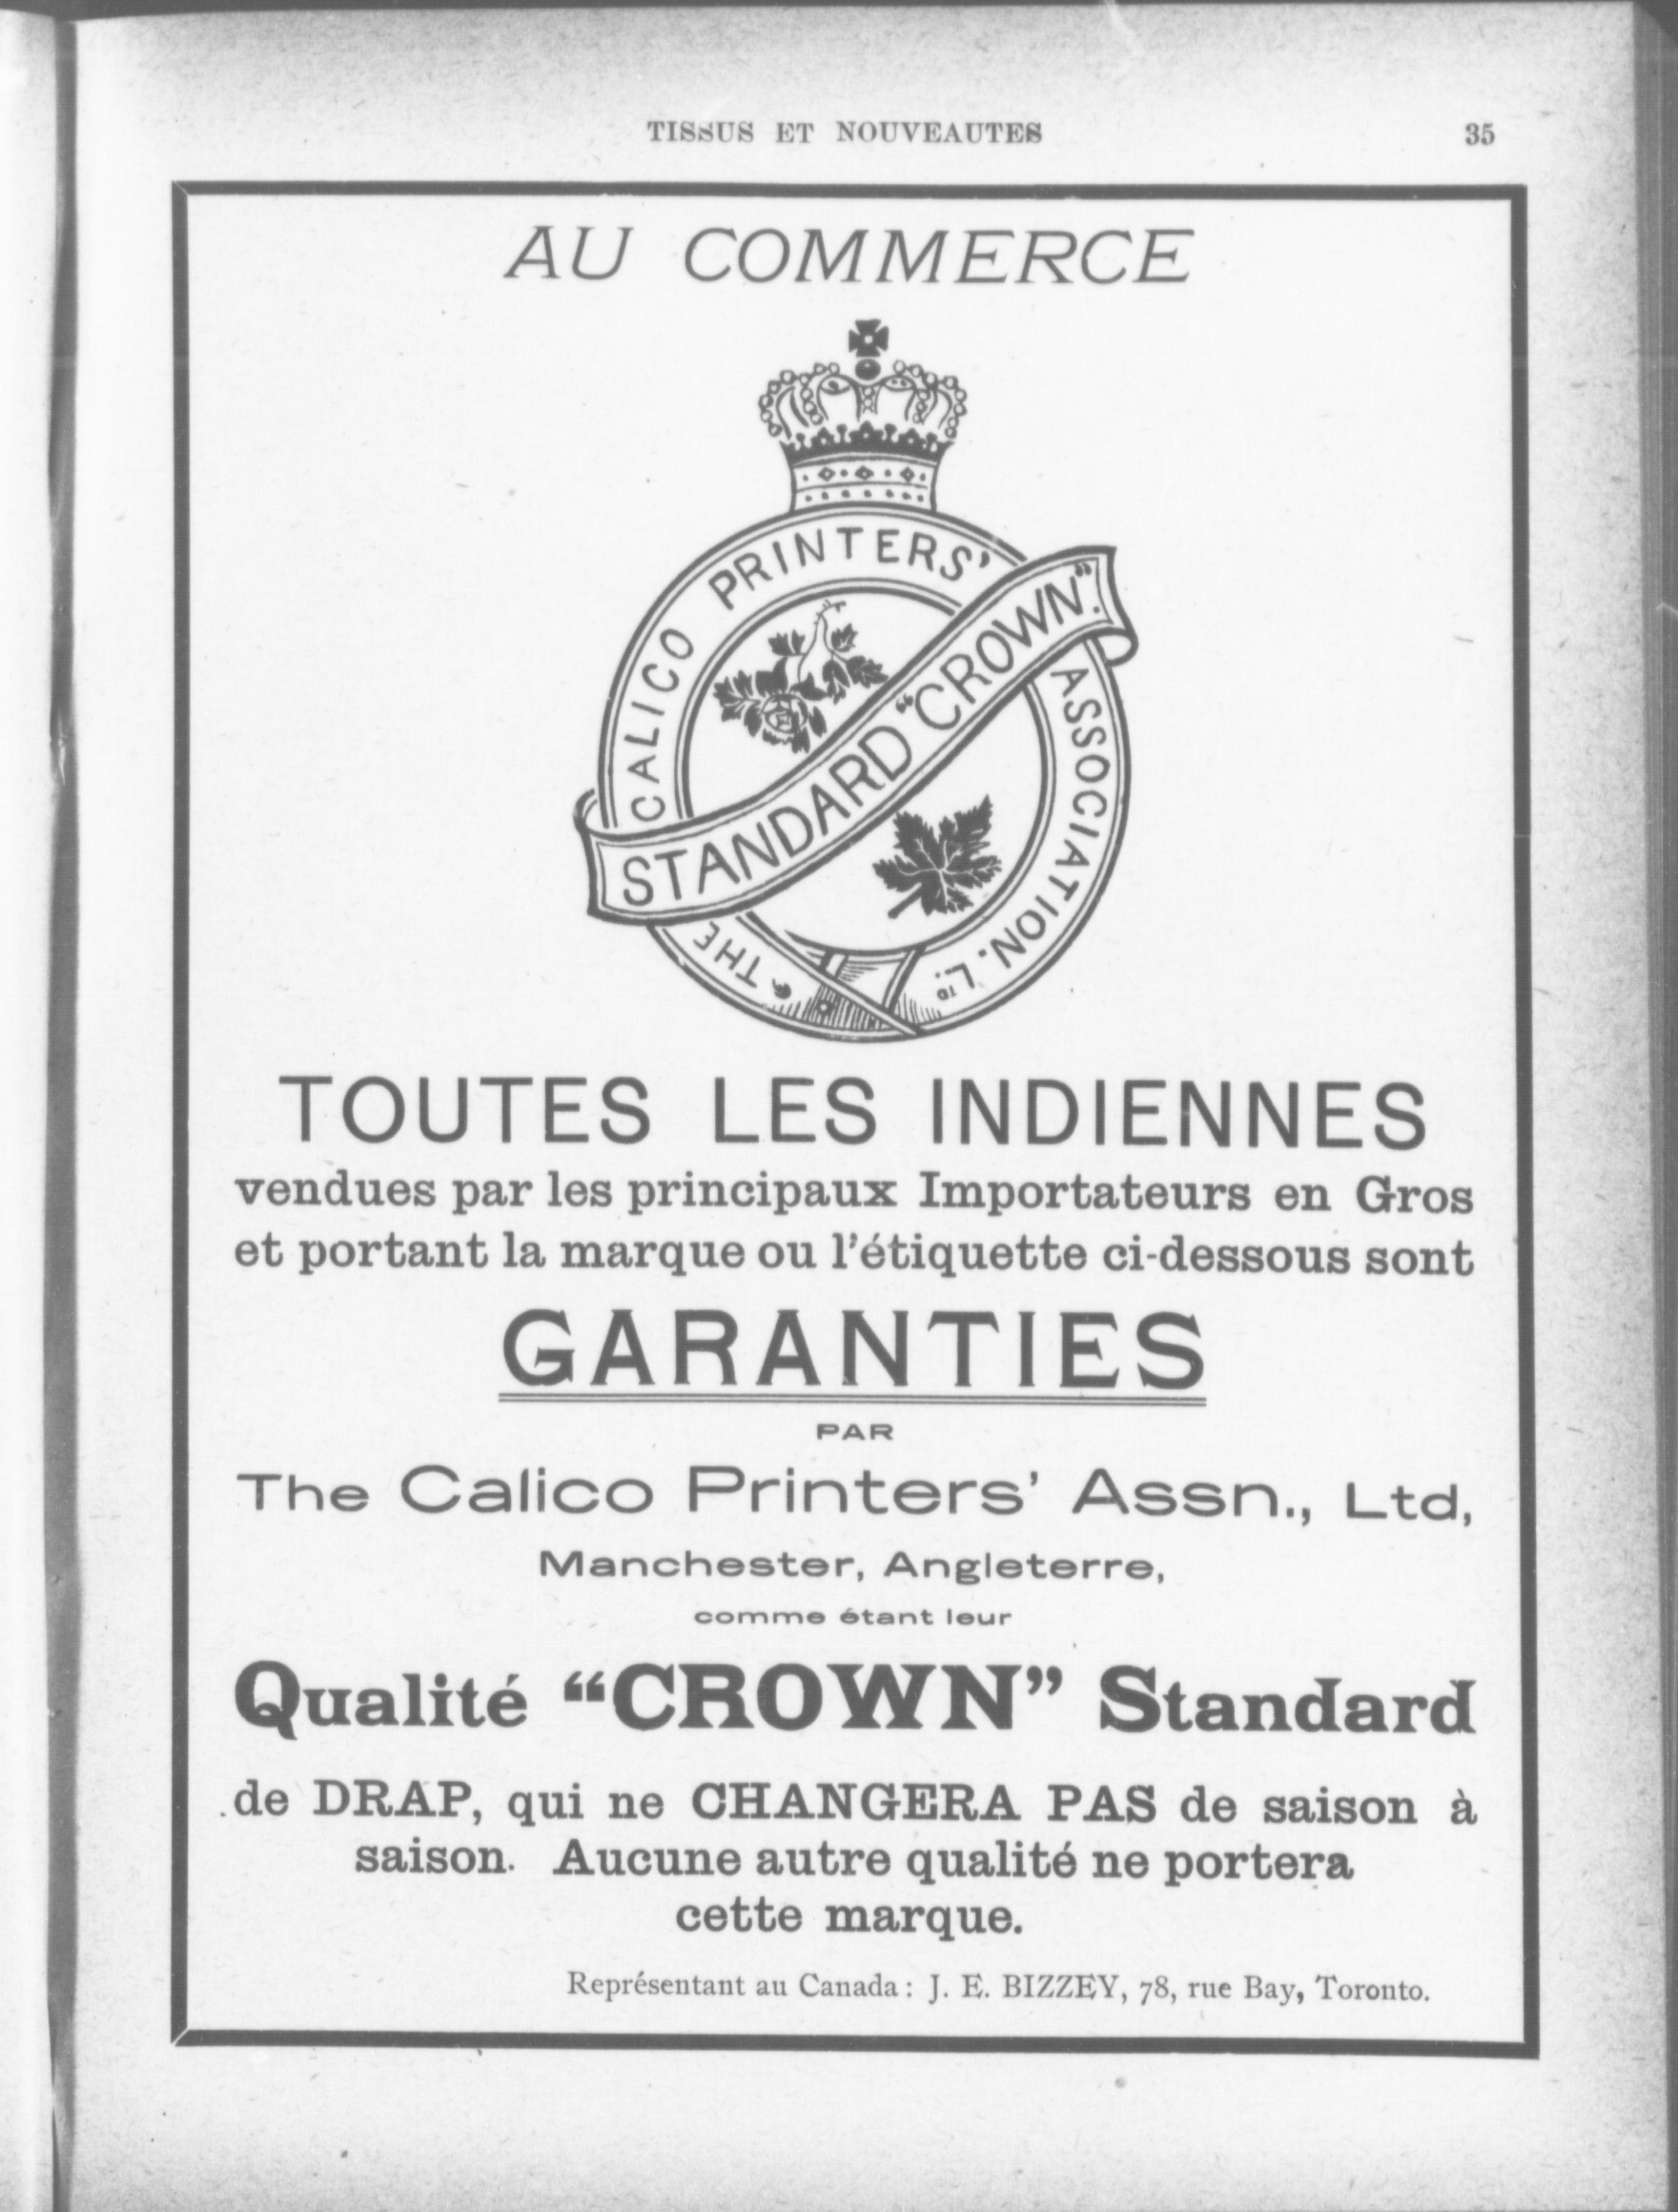 TISSUS ET NOUVEAUTES 35
AU COMMERCE
THE CALICO PRINTERS' ASSOCIATION. LTD
STANDARD "CROWN".
TOUTES LES INDIENNES
vendues par les principaux Importateurs en Gros
et portant la marque ou l'étiquette ci-dessous sont
GARANTIES
PAR
The Calico Printers' Assn., Ltd,
Manchester, Angleterre,
comme étant leur
Qualité “CROWN” Standard
de DRAP, qui ne CHANGERA PAS de saison à
saison. Aucune autre qualité ne portera
cette marque.
Représentant au Canada : J. E. BIZZEY, 78, rue Bay, Toronto.